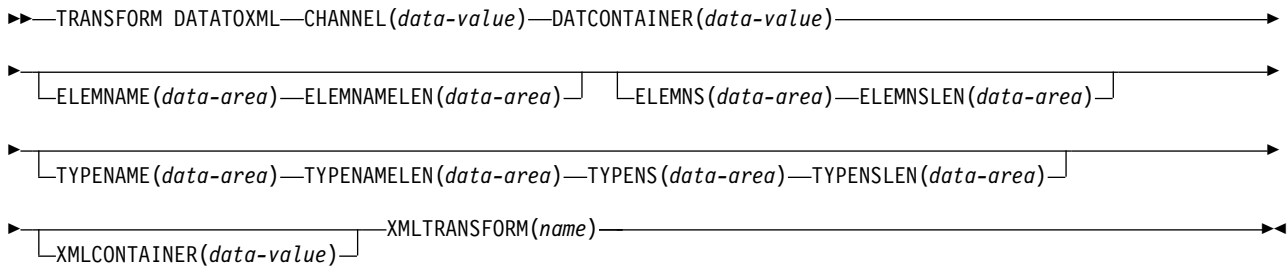 TRANSFORM DATATOXML CHANNEL(data-value) DATCONTAINER(data-value)
ELEMNAME(data-area) ELEMNAMELEN(data-area) ELEMNS(data-area) ELEMNSLEN(data-area)
TYPENAME(data-area) TYPENAMELEN(data-area) TYPENS(data-area) TYPENSLEN(data-area)
XMLTRANSFORM(name)
XMLCONTAINER(data-value)